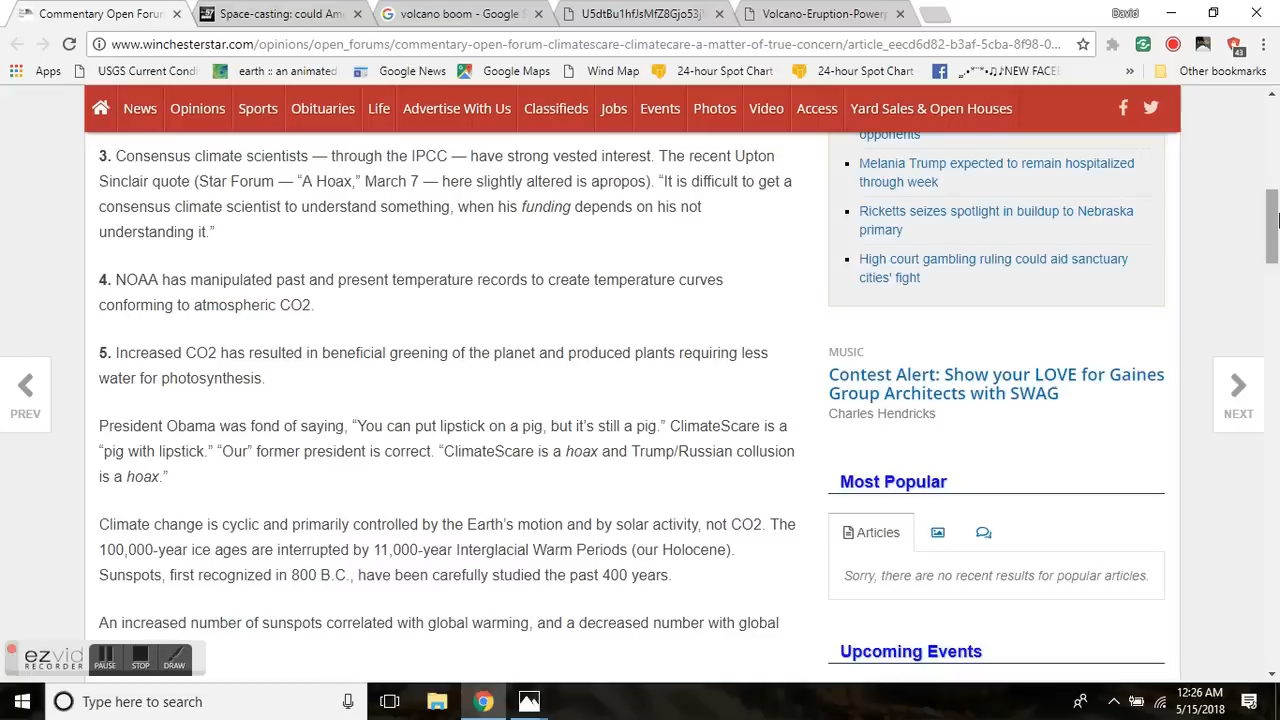 Commentary Open Forum
Space-casting: could Am
volcano boom - Google S
U5dtBu1hfJsMfZ8Gjo53j
Volcano-Eruption-Powerp
David
www.winchesterstar.com/opinions/open_forums/commentary-open-forum-climatescare-climatecare-a-matter-of-true-concern/article_eecd6d82-b3af-5cba-8f98-0...
43
Apps
USGS Current Condi
earth :: an animated
Google News
Google Maps
Wind Map
24-hour Spot Chart
24-hour Spot Chart
NEW FACE
»
Other bookmarks
News
Opinions
Sports
Obituaries
Life
Advertise With Us
Classifieds
Jobs
Events
Photos
Video
Access
Yard Sales & Open Houses
3. Consensus climate scientists — through the IPCC — have strong vested interest. The recent Upton
Sinclair quote (Star Forum — “A Hoax,” March 7 — here slightly altered is apropos). “It is difficult to get a
consensus climate scientist to understand something, when his funding depends on his not
understanding it.”
4. NOAA has manipulated past and present temperature records to create temperature curves
conforming to atmospheric CO2.
5. Increased CO2 has resulted in beneficial greening of the planet and produced plants requiring less
water for photosynthesis.
President Obama was fond of saying, “You can put lipstick on a pig, but it’s still a pig.” ClimateScare is a
“pig with lipstick.” “Our” former president is correct. “ClimateScare is a hoax and Trump/Russian collusion
is a hoax.”
Climate change is cyclic and primarily controlled by the Earth’s motion and by solar activity, not CO2. The
100,000-year ice ages are interrupted by 11,000-year Interglacial Warm Periods (our Holocene).
Sunspots, first recognized in 800 B.C., have been carefully studied the past 400 years.
An increased number of sunspots correlated with global warming, and a decreased number with global
opponents
Melania Trump expected to remain hospitalized
through week
Ricketts seizes spotlight in buildup to Nebraska
primary
High court gambling ruling could aid sanctuary
cities' fight
MUSIC
Contest Alert: Show your LOVE for Gaines
Group Architects with SWAG
Charles Hendricks
Most Popular
Articles
Sorry, there are no recent results for popular articles.
Upcoming Events
PREV
NEXT
ezvid
RECORDER
PAUSE
STOP
DRAW
Type here to search
12:26 AM
5/15/2018